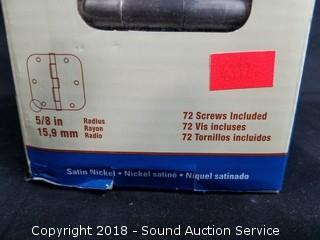 5/8 in
15,9 mm
Radius
Rayon
Radio
72 Screws Included
72 Vis incluses
72 Tornillos incluidos
Satin Nickel • Nickel satiné • Niquel satinado
Copyright 2018 - Sound Auction Service